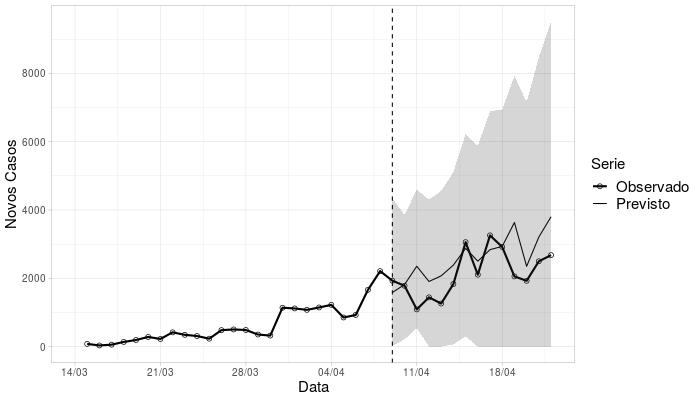 Novos Casos
8000
6000
4000
2000
0
14/03 21/03 28/03 04/04 11/04 18/04
Data
Serie
Observado
Previsto